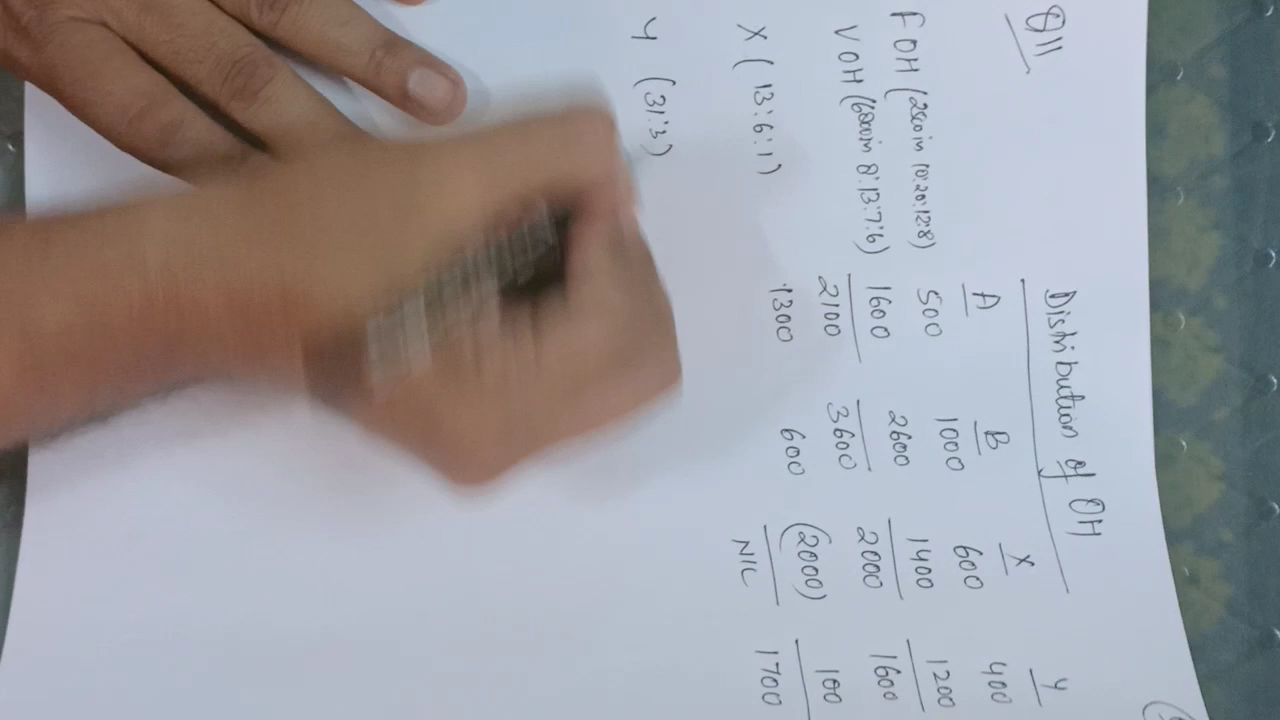 Q11
Distribution of OH
A B X Y
FOH (2500 in 10:20:12:8) 500 1000 600 400
VOH (6800 in 8:13:7:6) 1600 2600 1400 1200
2100 3600 2000 1600
X ( 13:6:1) 1300 600 (2000) 100
NIL 1700
Y (31:3)